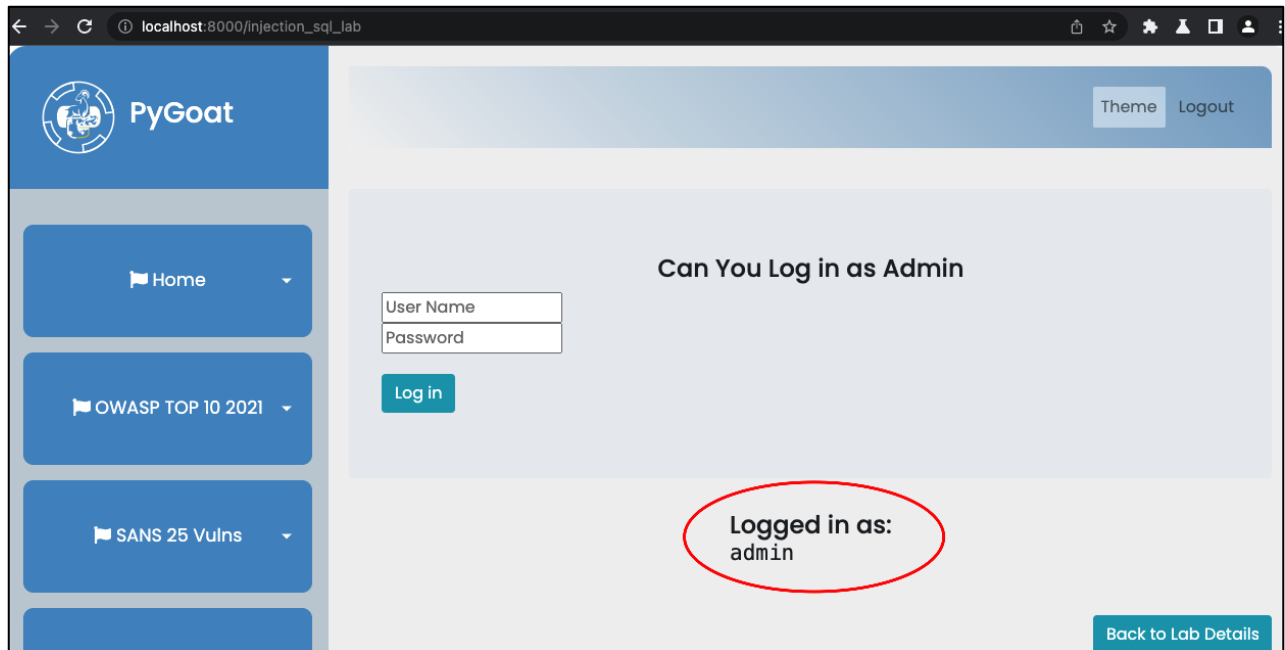 localhost:8000/injection_sql_lab
PyGoat
Theme Logout
Home
OWASP TOP 10 2021
SANS 25 Vulns
Can You Log in as Admin
User Name
Password
Log in
Logged in as:
admin
Back to Lab Details